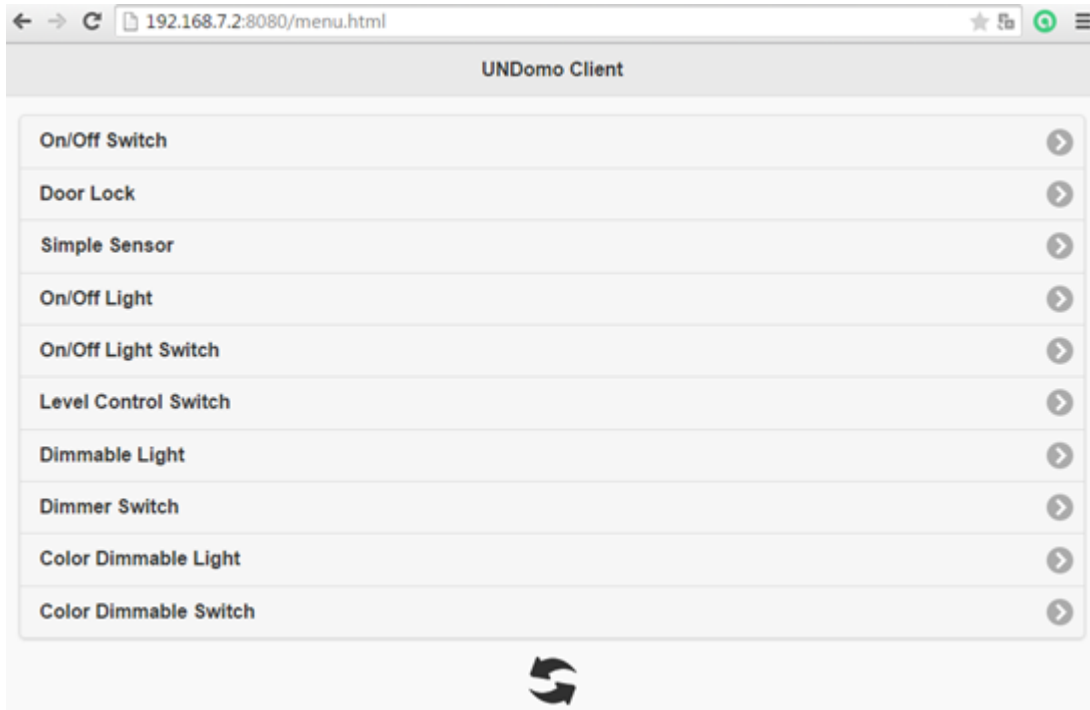 192.168.7.2:8080/menu.html
UNDomo Client
On/Off Switch
Door Lock
Simple Sensor
On/Off Light
On/Off Light Switch
Level Control Switch
Dimmable Light
Dimmer Switch
Color Dimmable Light
Color Dimmable Switch